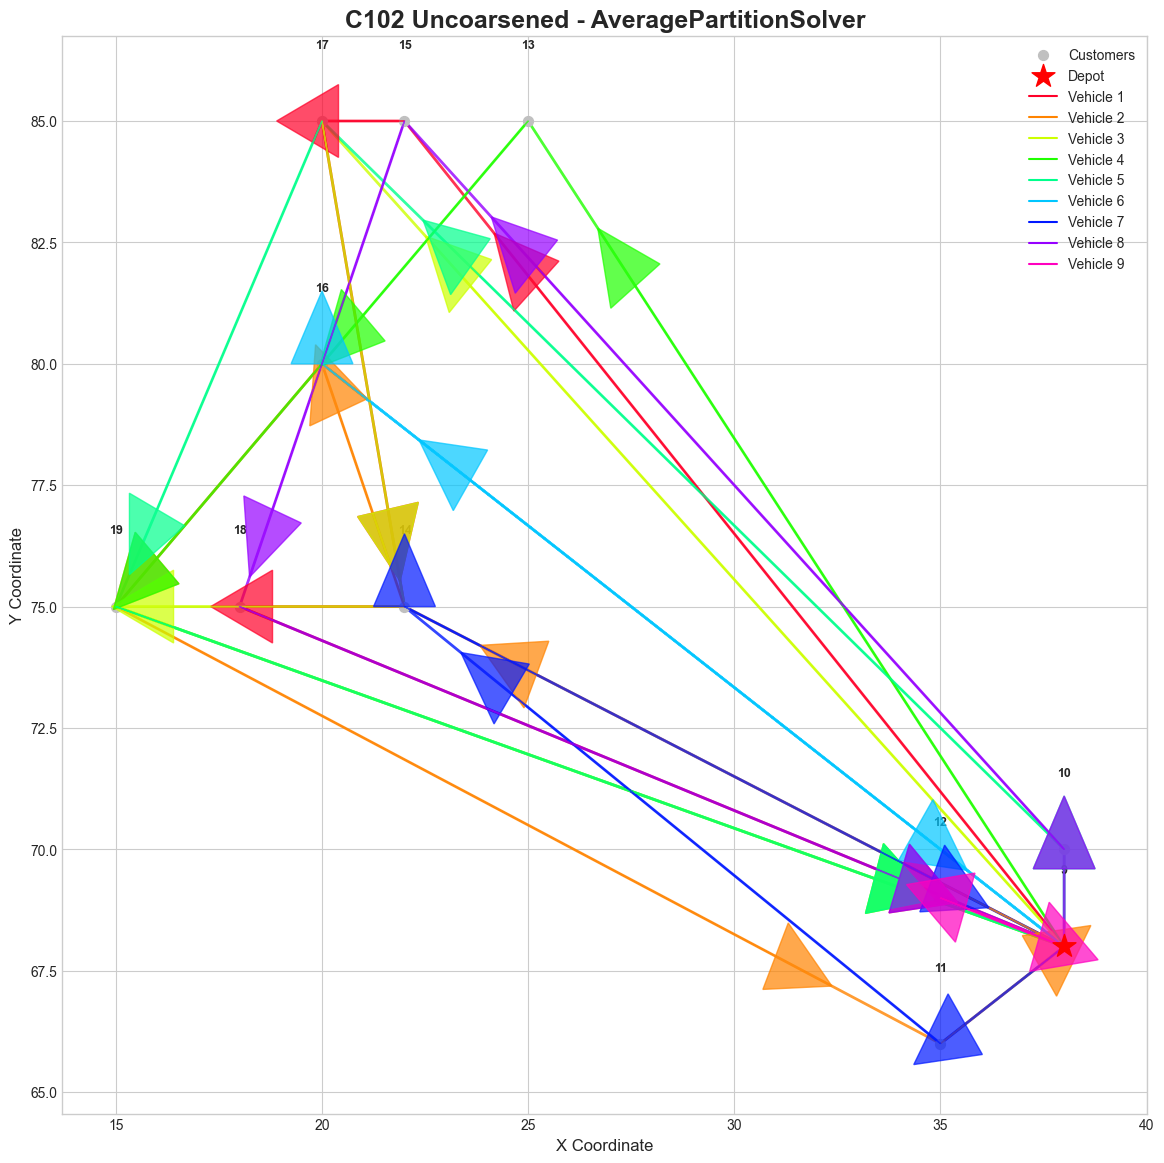 C102 Uncoarsened - AveragePartitionSolver
17
15
13
Customers
Depot
Vehicle 1
Vehicle 2
Vehicle 3
Vehicle 4
Vehicle 5
Vehicle 6
Vehicle 7
Vehicle 8
Vehicle 9
16
19
18
14
10
12
9
11
85.0
82.5
80.0
77.5
75.0
72.5
70.0
67.5
65.0
Y Coordinate
15
20
25
30
35
40
X Coordinate